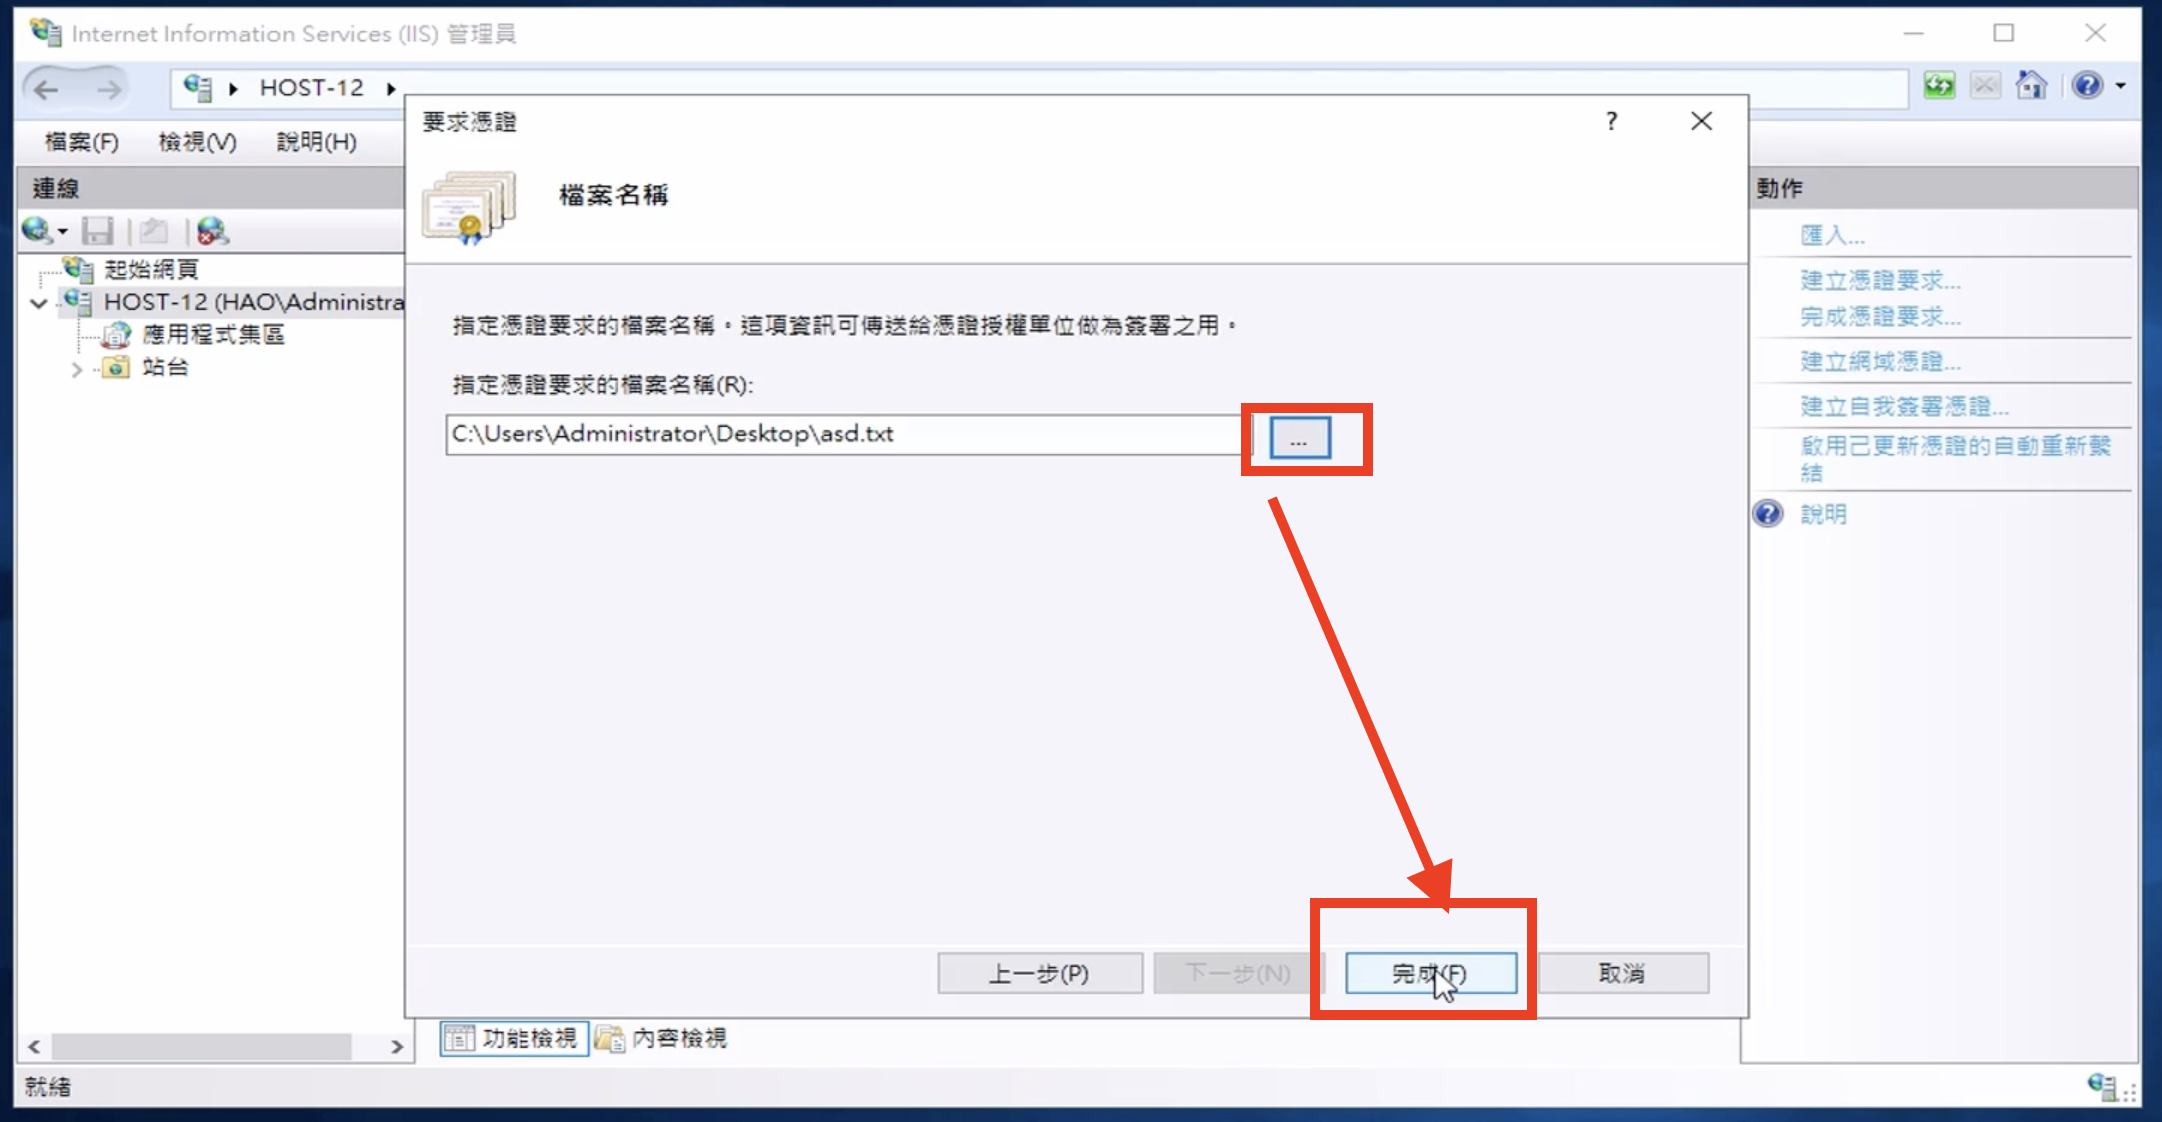 Internet Information Services (IIS) 管理員
HOST-12
檔案(F) 檢視(V) 說明(H)
連線
起始網頁
HOST-12 (HAO\Administra
應用程式集區
站台
要求憑證
?
檔案名稱
指定憑證要求的檔案名稱。這項資訊可傳送給憑證授權單位做為簽署之用。
指定憑證要求的檔案名稱(R):
C:\Users\Administrator\Desktop\asd.txt
...
上一步(P) 下一步(N) 完成(F) 取消
功能檢視 內容檢視
動作
匯入...
建立憑證要求...
完成憑證要求...
建立網域憑證...
建立自我簽署憑證...
啟用已更新憑證的自動重新繫
結
說明
就緒